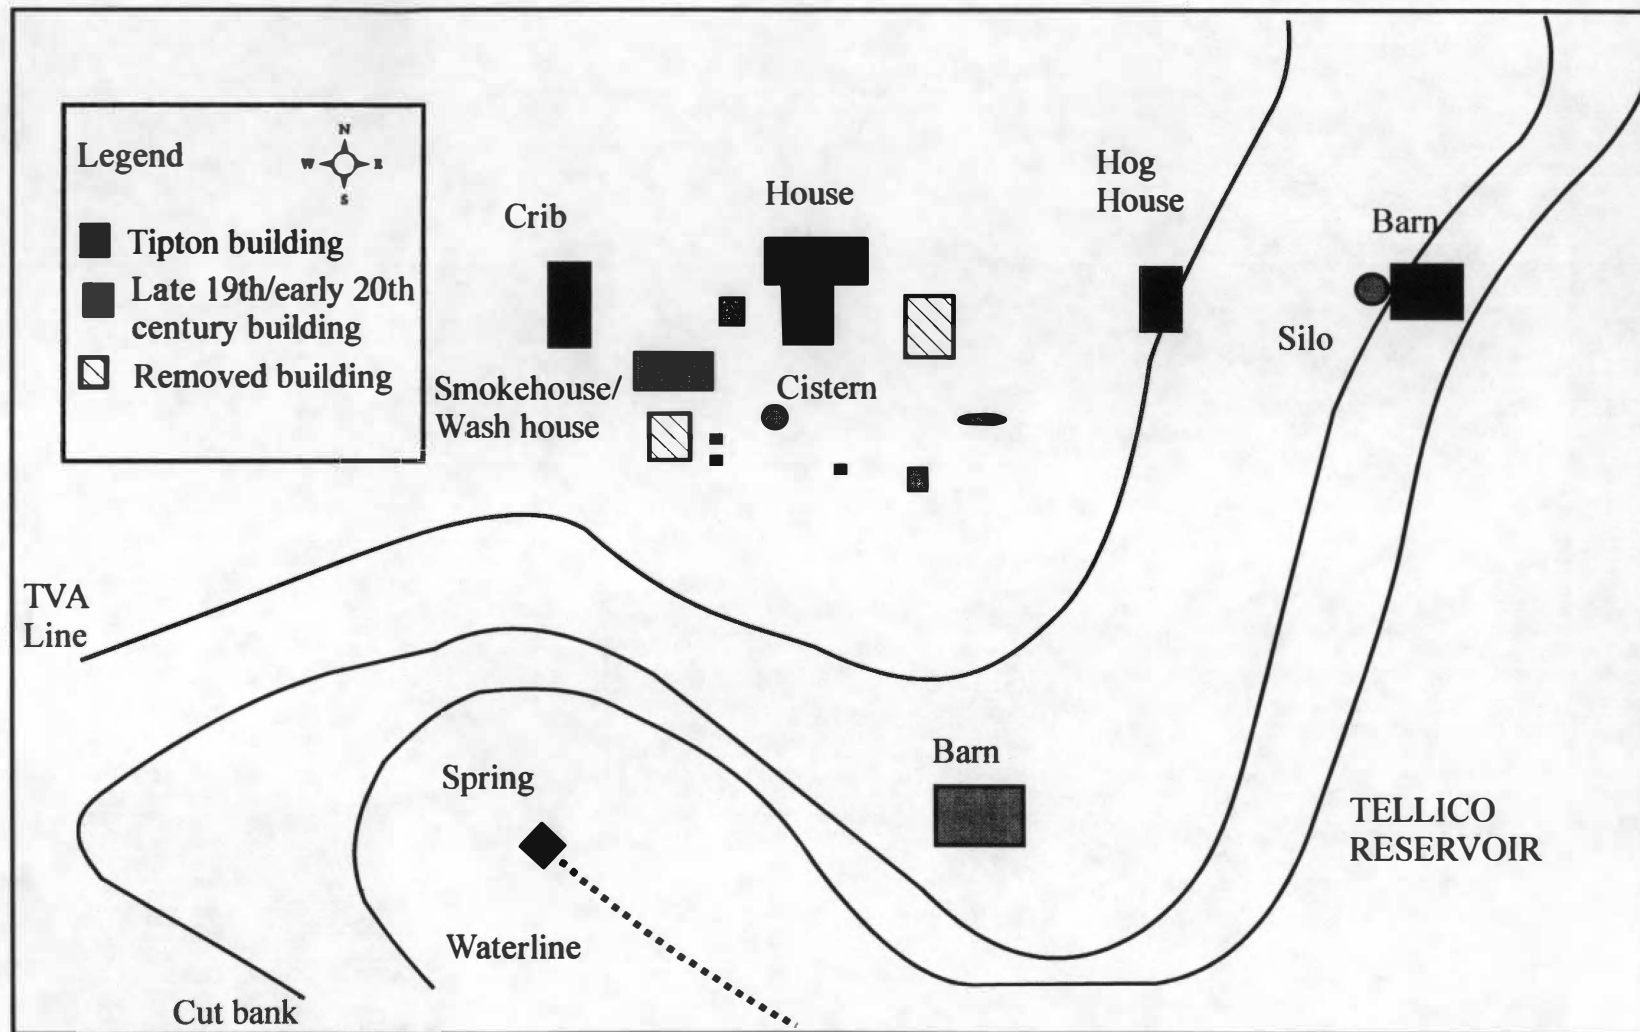 Legend
N
W E
S
Tipton building
Late 19th/early 20th
century building
Removed building
Crib
House
Hog
House
Barn
Silo
Smokehouse/
Wash house
Cistern
TVA
Line
Spring
Barn
TELLICO
RESERVOIR
Waterline
Cut bank